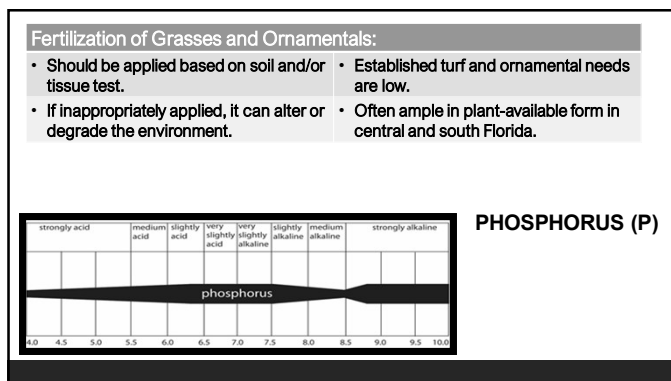 Fertilization of Grasses and Ornamentals:
• Should be applied based on soil and/or
tissue test.
• Established turf and ornamental needs
are low.
• If inappropriately applied, it can alter or
degrade the environment.
• Often ample in plant-available form in
central and south Florida.
PHOSPHORUS (P)
strongly acid
medium
acid
slightly
acid
very
slightly
acid
very
slightly
alkaline
slightly
alkaline
medium
alkaline
strongly alkaline
phosphorus
4.0 4.5 5.0 5.5 6.0 6.5 7.0 7.5 8.0 8.5 9.0 9.5 10.0